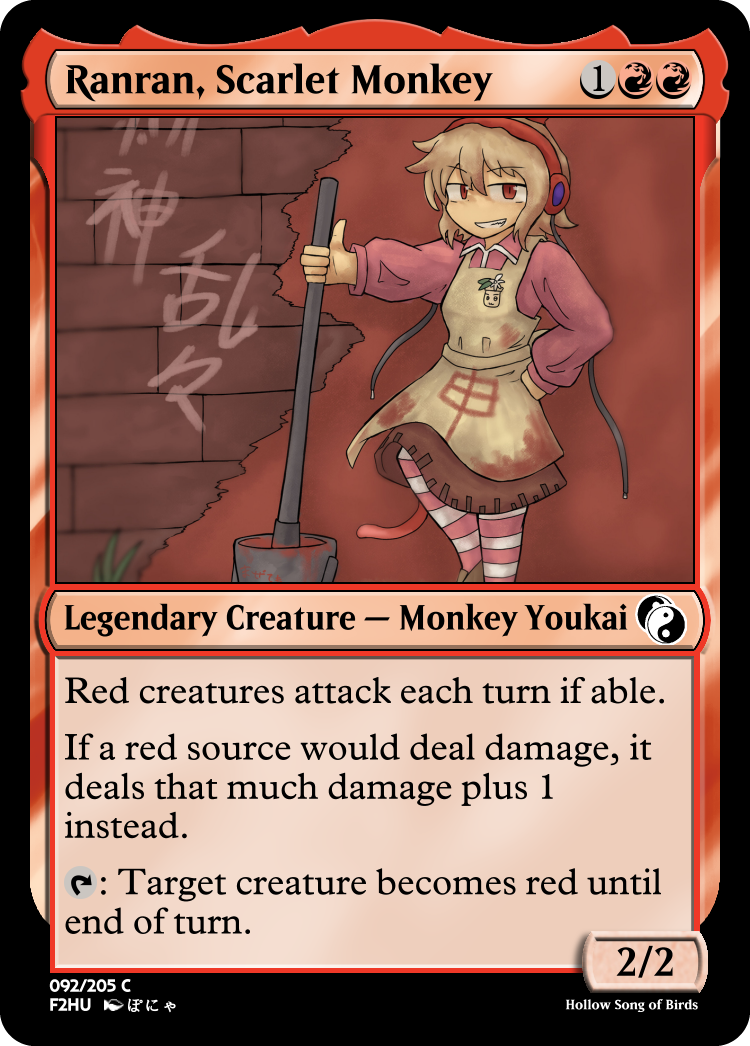 Ranran, Scarlet Monkey 1
神
乱
々
Legendary Creature — Monkey Youkai
Red creatures attack each turn if able.
If a red source would deal damage, it
deals that much damage plus 1
instead.
: Target creature becomes red until
end of turn.
2/2
092/205 C
F2HU ぽにゃ
Hollow Song of Birds